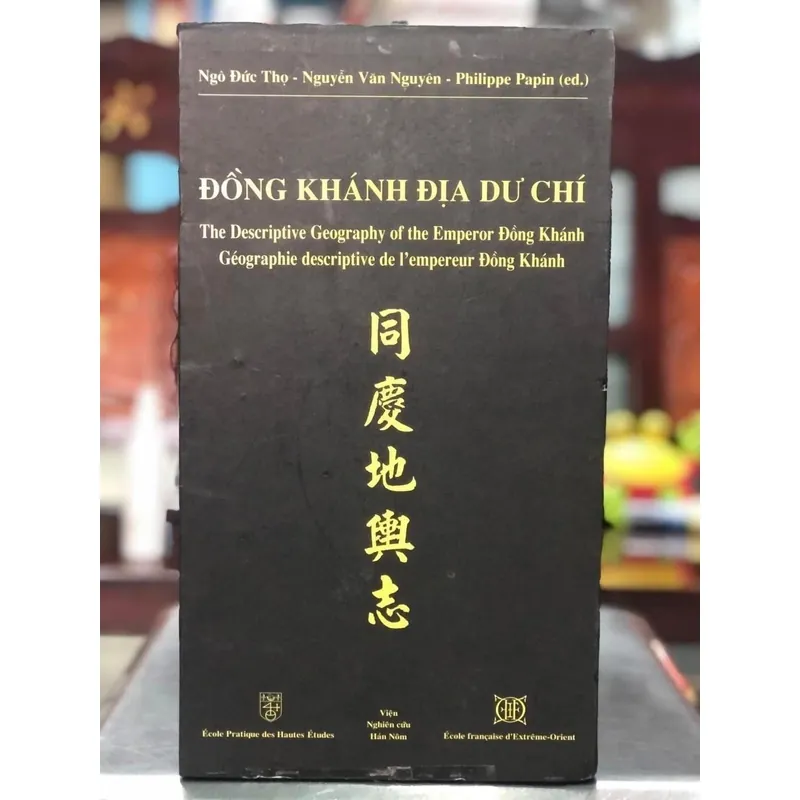 Ngô Đức Thọ - Nguyễn Văn Nguyên - Philippe Papin (ed.)
ĐỒNG KHÁNH ĐỊA DƯ CHÍ
The Descriptive Geography of the Emperor Đồng Khánh
Géographie descriptive de l'empereur Đồng Khánh
同慶地輿志
École Pratique des Hautes Études
Viện
Nghiên cứu
Hán Nôm
École française d'Extrême-Orient